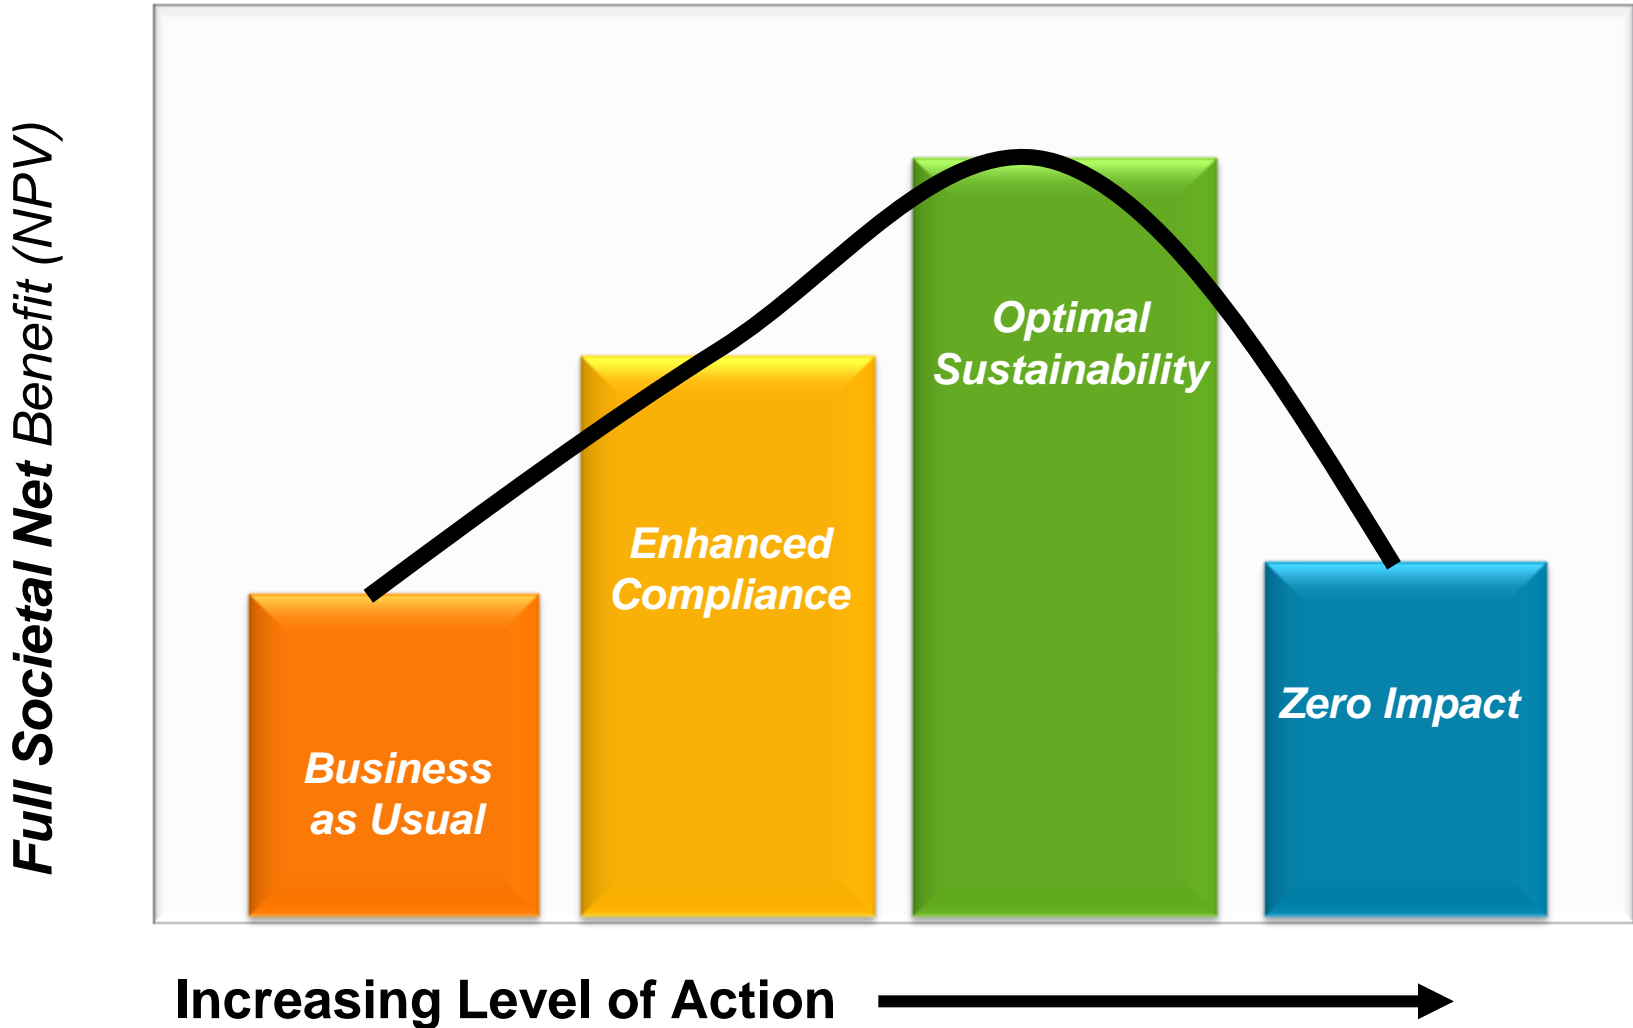 Full Societal Net Benefit (NPV)
Optimal
Sustainability
Enhanced
Compliance
Zero Impact
Business
as Usual
Increasing Level of Action